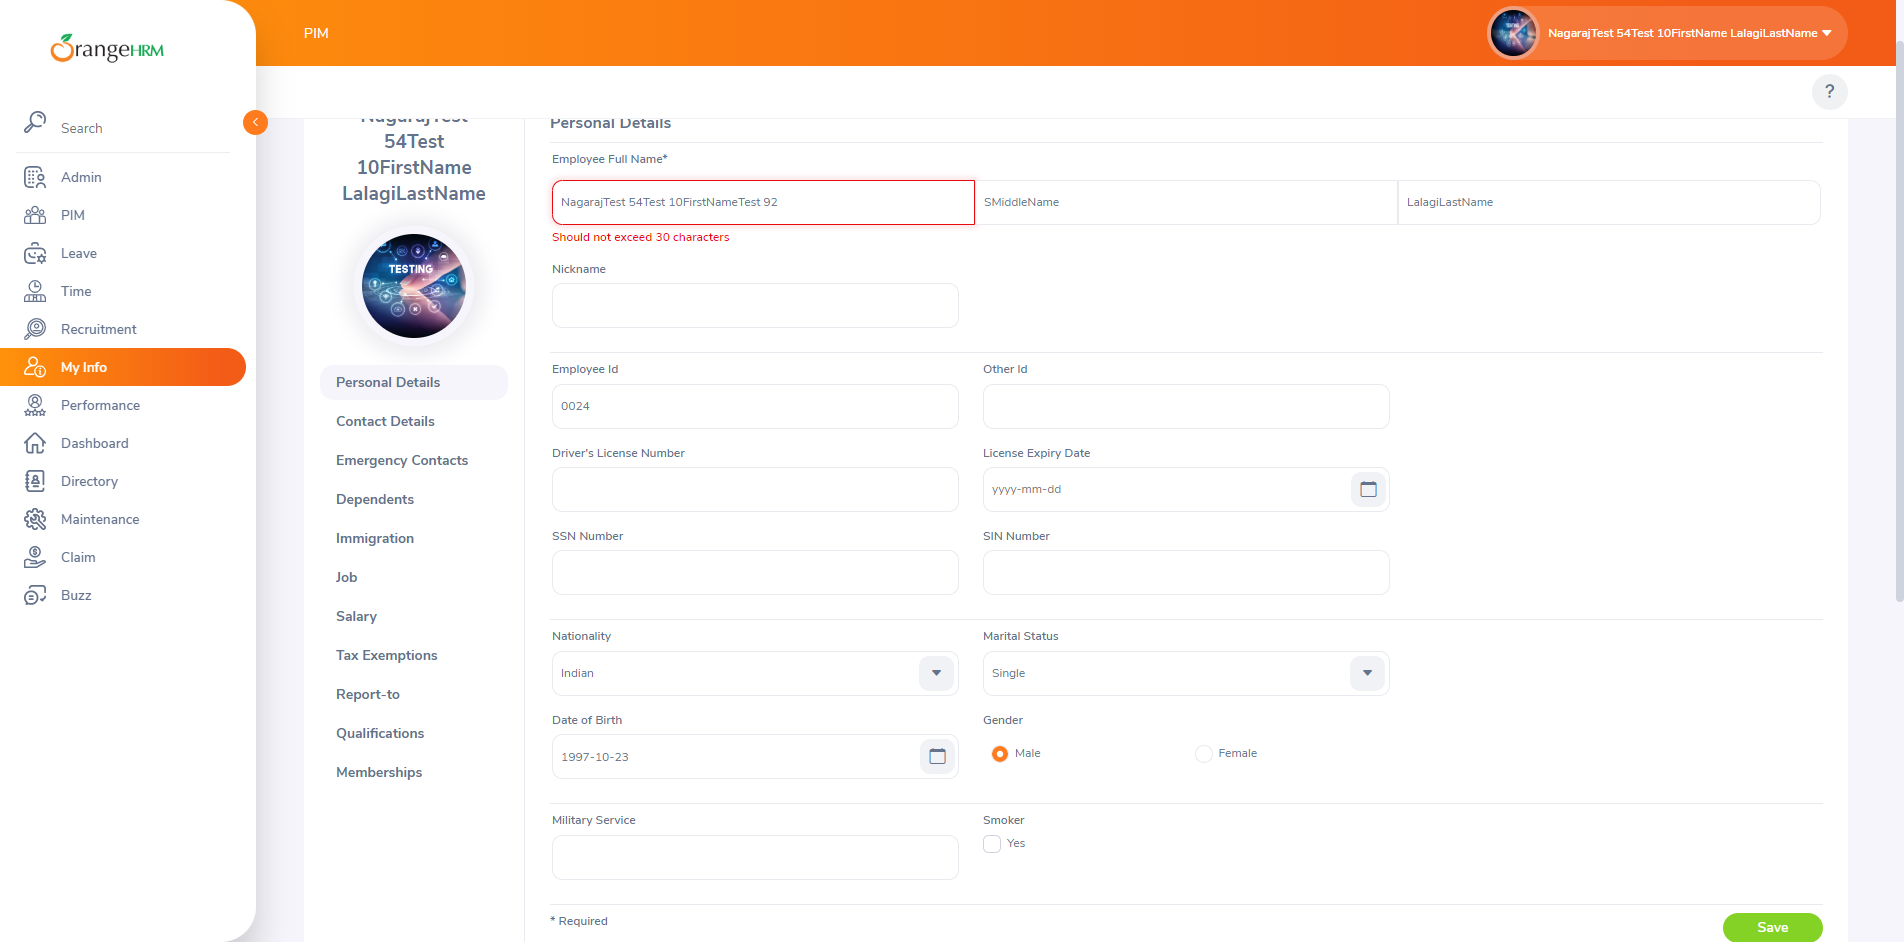 OrangeHRM
PIM
NagarajTest 54Test 10FirstName LalagiLastName
?
Search
Admin
PIM
Leave
Time
Recruitment
My Info
Performance
Dashboard
Directory
Maintenance
Claim
Buzz
NagarajTest
54Test
10FirstName
LalagiLastName
TESTING
Personal Details
Contact Details
Emergency Contacts
Dependents
Immigration
Job
Salary
Tax Exemptions
Report-to
Qualifications
Memberships
Personal Details
Employee Full Name*
NagarajTest 54Test 10FirstNameTest 92
SMiddleName
LalagiLastName
Should not exceed 30 characters
Nickname
Employee Id
Other Id
0024
Driver's License Number
License Expiry Date
yyyy-mm-dd
SSN Number
SIN Number
Nationality
Marital Status
Indian
Single
Date of Birth
Gender
1997-10-23
Male
Female
Military Service
Smoker
Yes
* Required
Save